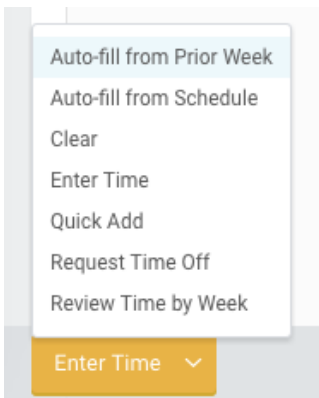 Auto-fill from Prior Week
Auto-fill from Schedule
Clear
Enter Time
Quick Add
Request Time Off
Review Time by Week
Enter Time